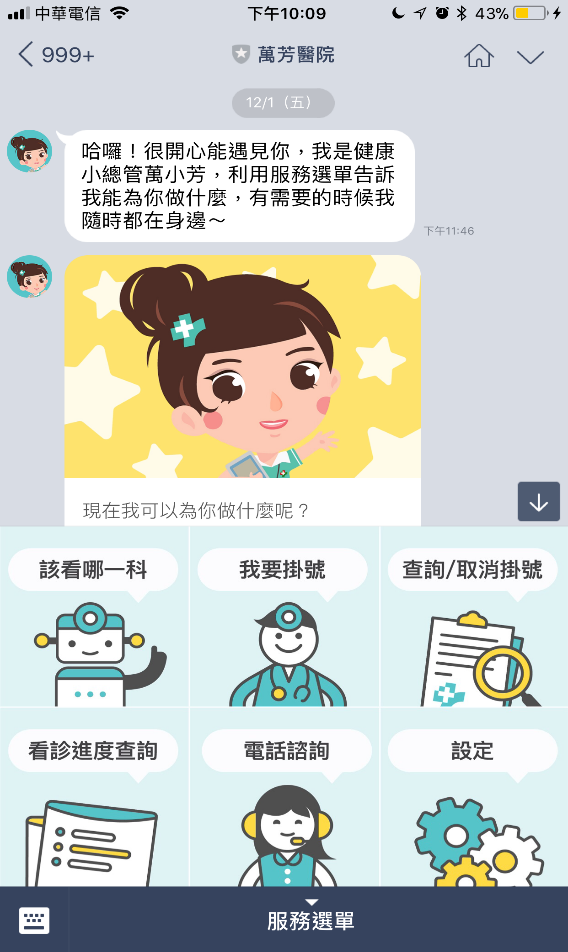 中華電信 下午10:09 43%
999+ 萬芳醫院
12/1（五）
哈囉！很開心能遇見你，我是健康
小總管萬小芳，利用服務選單告訴
我能為你做什麼，有需要的時候我
隨時都在身邊～
下午11:46
現在我可以為你做什麼呢？
該看哪一科 我要掛號 查詢/取消掛號
看診進度查詢 電話諮詢 設定
服務選單